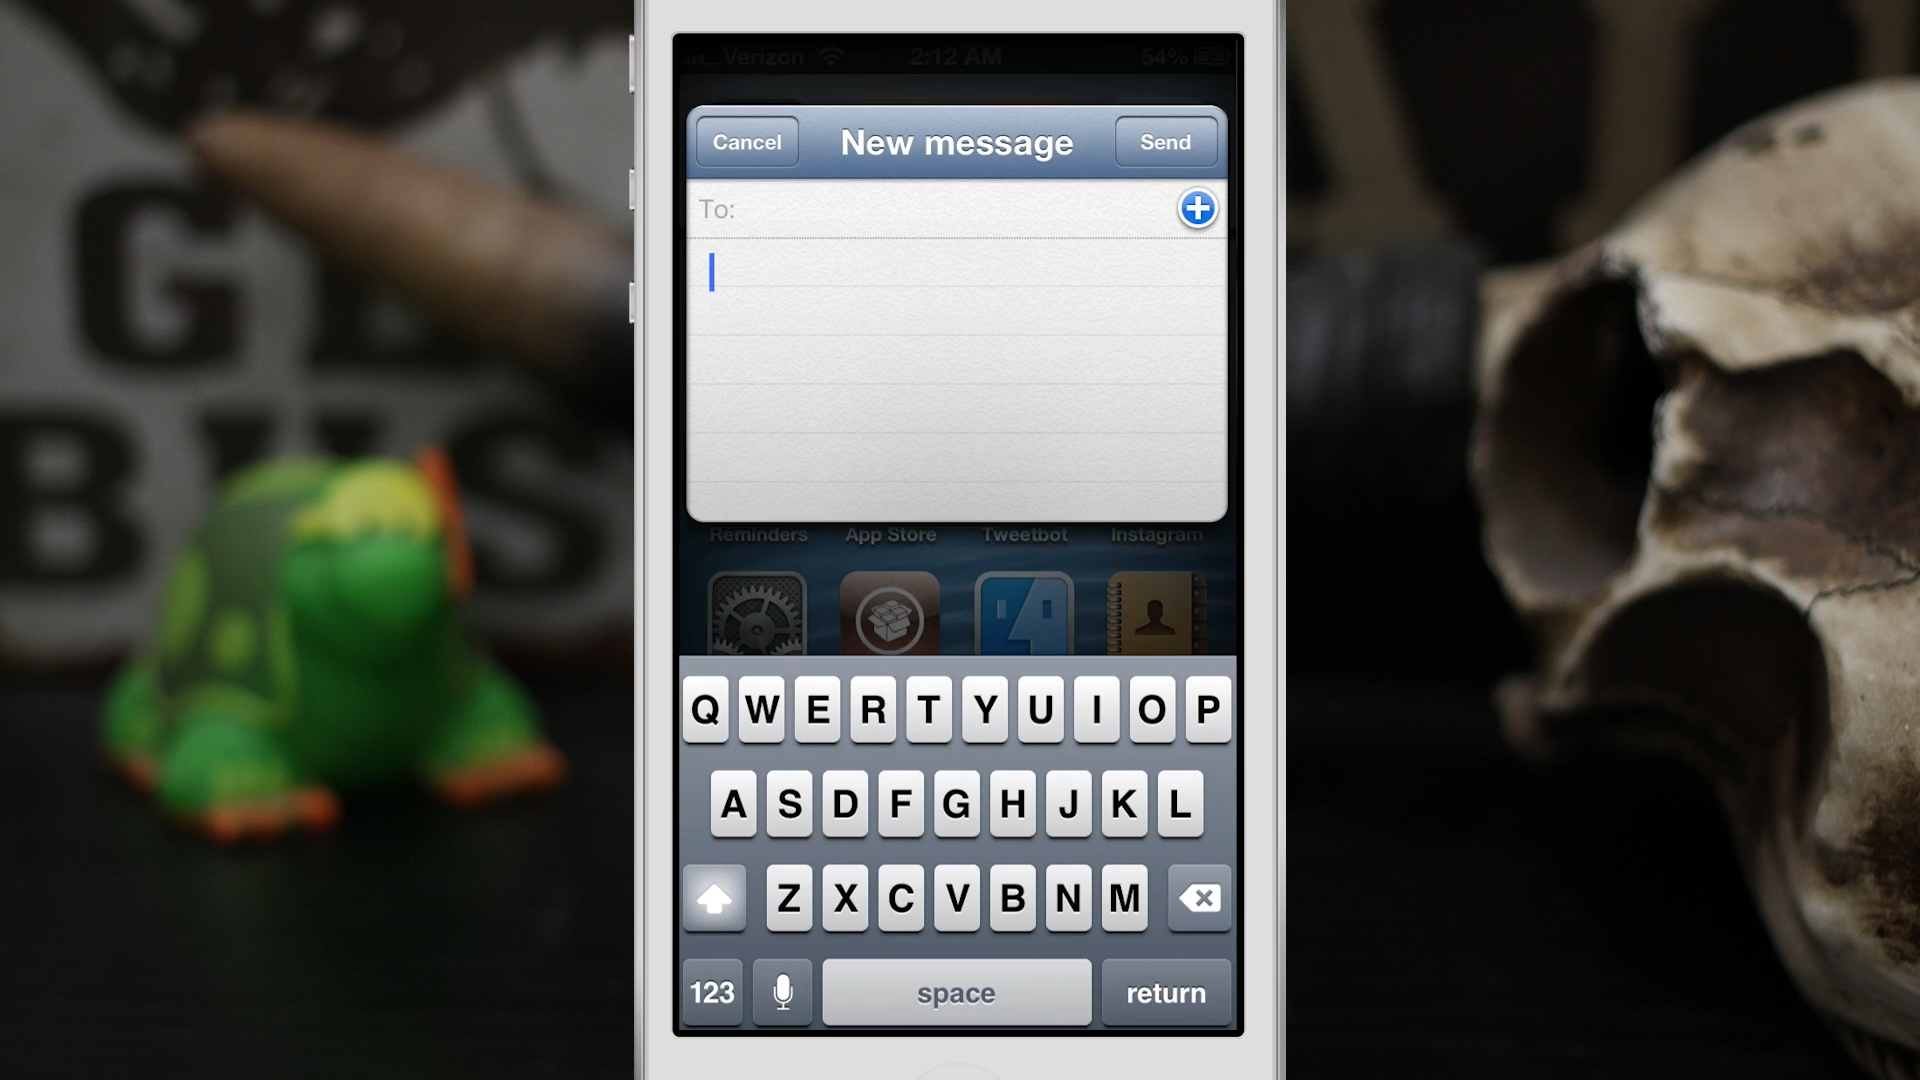 Verizon 2:12 AM 54%
Cancel New message Send
To:
Reminders App Store Tweetbot Instagram
Q W E R T Y U I O P
A S D F G H J K L
Z X C V B N M
123 space return